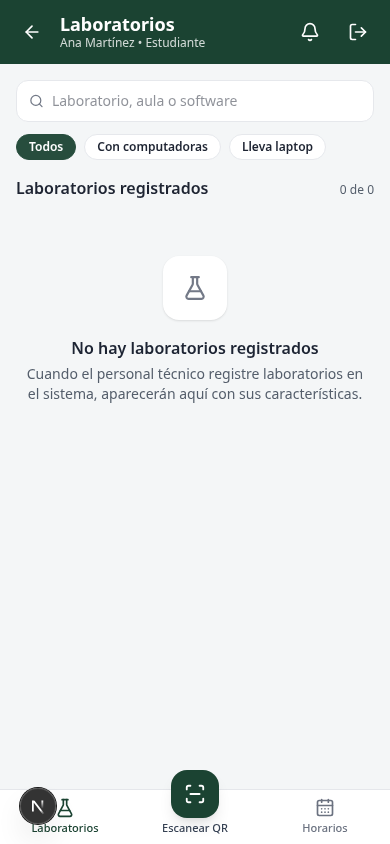 Laboratorios
Ana Martínez • Estudiante
Laboratorio, aula o software
Todos
Con computadoras
Lleva laptop
Laboratorios registrados
0 de 0
No hay laboratorios registrados
Cuando el personal técnico registre laboratorios en
el sistema, aparecerán aquí con sus características.
N
Laboratorios
Escanear QR
Horarios